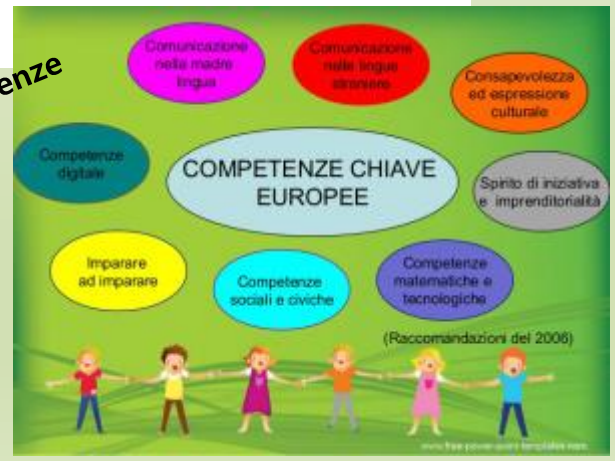 enze
Comunicazione
nella madre
lingua
Comunicazione
nelle lingue
straniere
Consapevolezza
ed espressione
culturale
Competenze
digitale
COMPETENZE CHIAVE
EUROPEE
Spirito di iniziativa
e imprenditorialità
Imparare
ad imparare
Competenze
sociali e civiche
Competenze
matematiche e
tecnologiche
(Raccomandazioni del 2006)